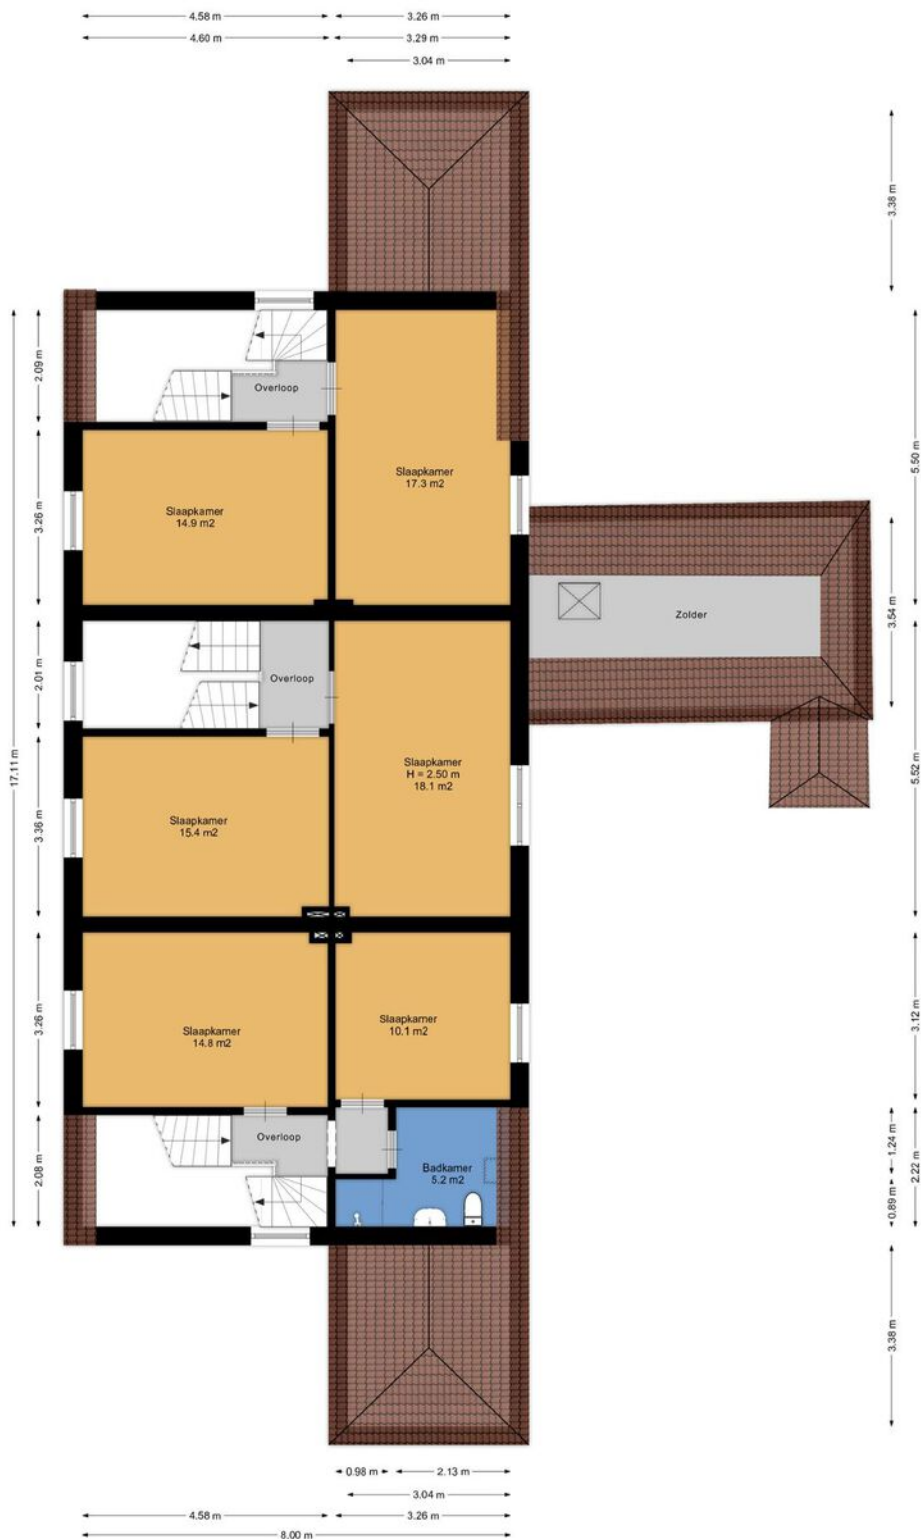 4.58 m
3.26 m
4.60 m
3.29 m
3.04 m
3.38 m
2.09 m
Overloop
Slaapkamer
17.3 m2
5.50 m
Slaapkamer
14.9 m2
3.26 m
3.54 m
Zolder
2.01 m
Overloop
17.11 m
Slaapkamer
H = 2.50 m
18.1 m2
5.52 m
Slaapkamer
15.4 m2
3.36 m
3.26 m
Slaapkamer
14.8 m2
Slaapkamer
10.1 m2
3.12 m
Overloop
2.08 m
Badkamer
5.2 m2
1.24 m
2.22 m
0.89 m
3.38 m
0.98 m
2.13 m
3.04 m
4.58 m
3.26 m
8.00 m